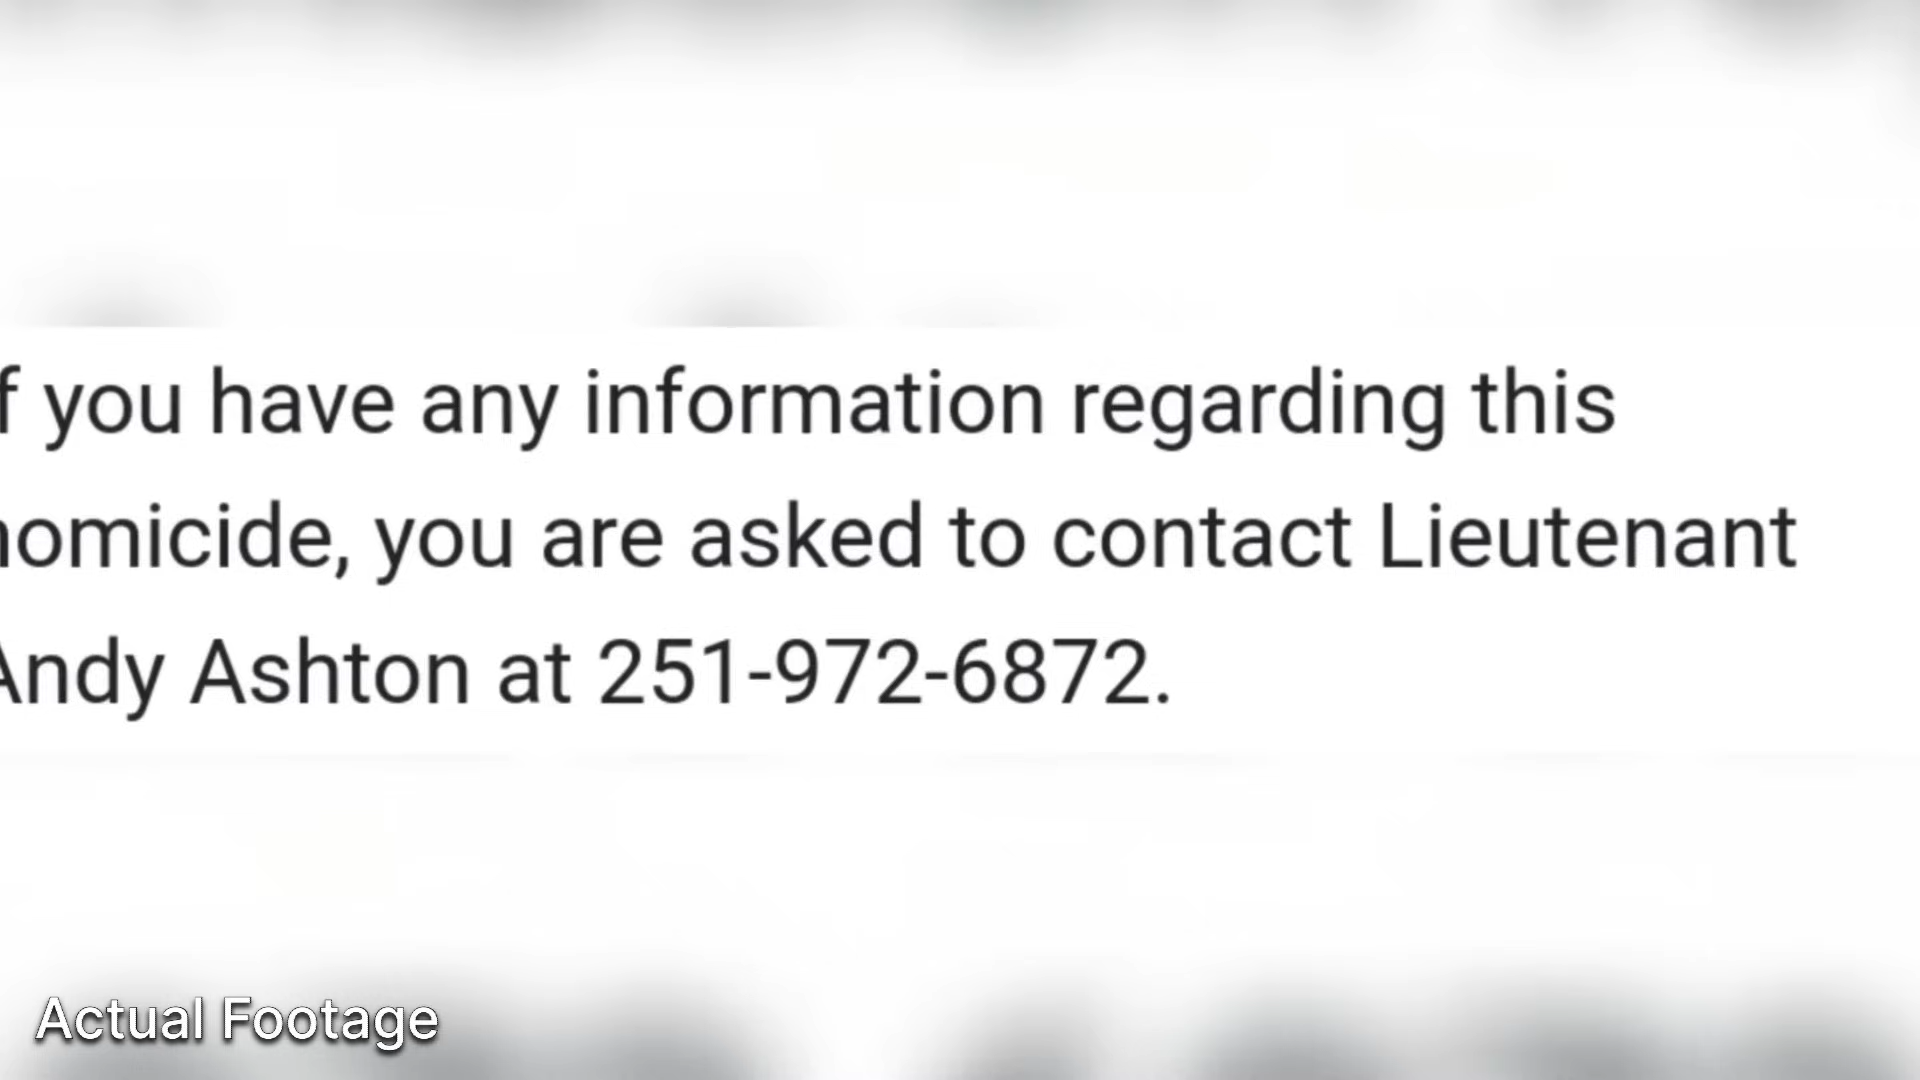 f you have any information regarding this
homicide, you are asked to contact Lieutenant
Andy Ashton at 251-972-6872.
Actual Footage